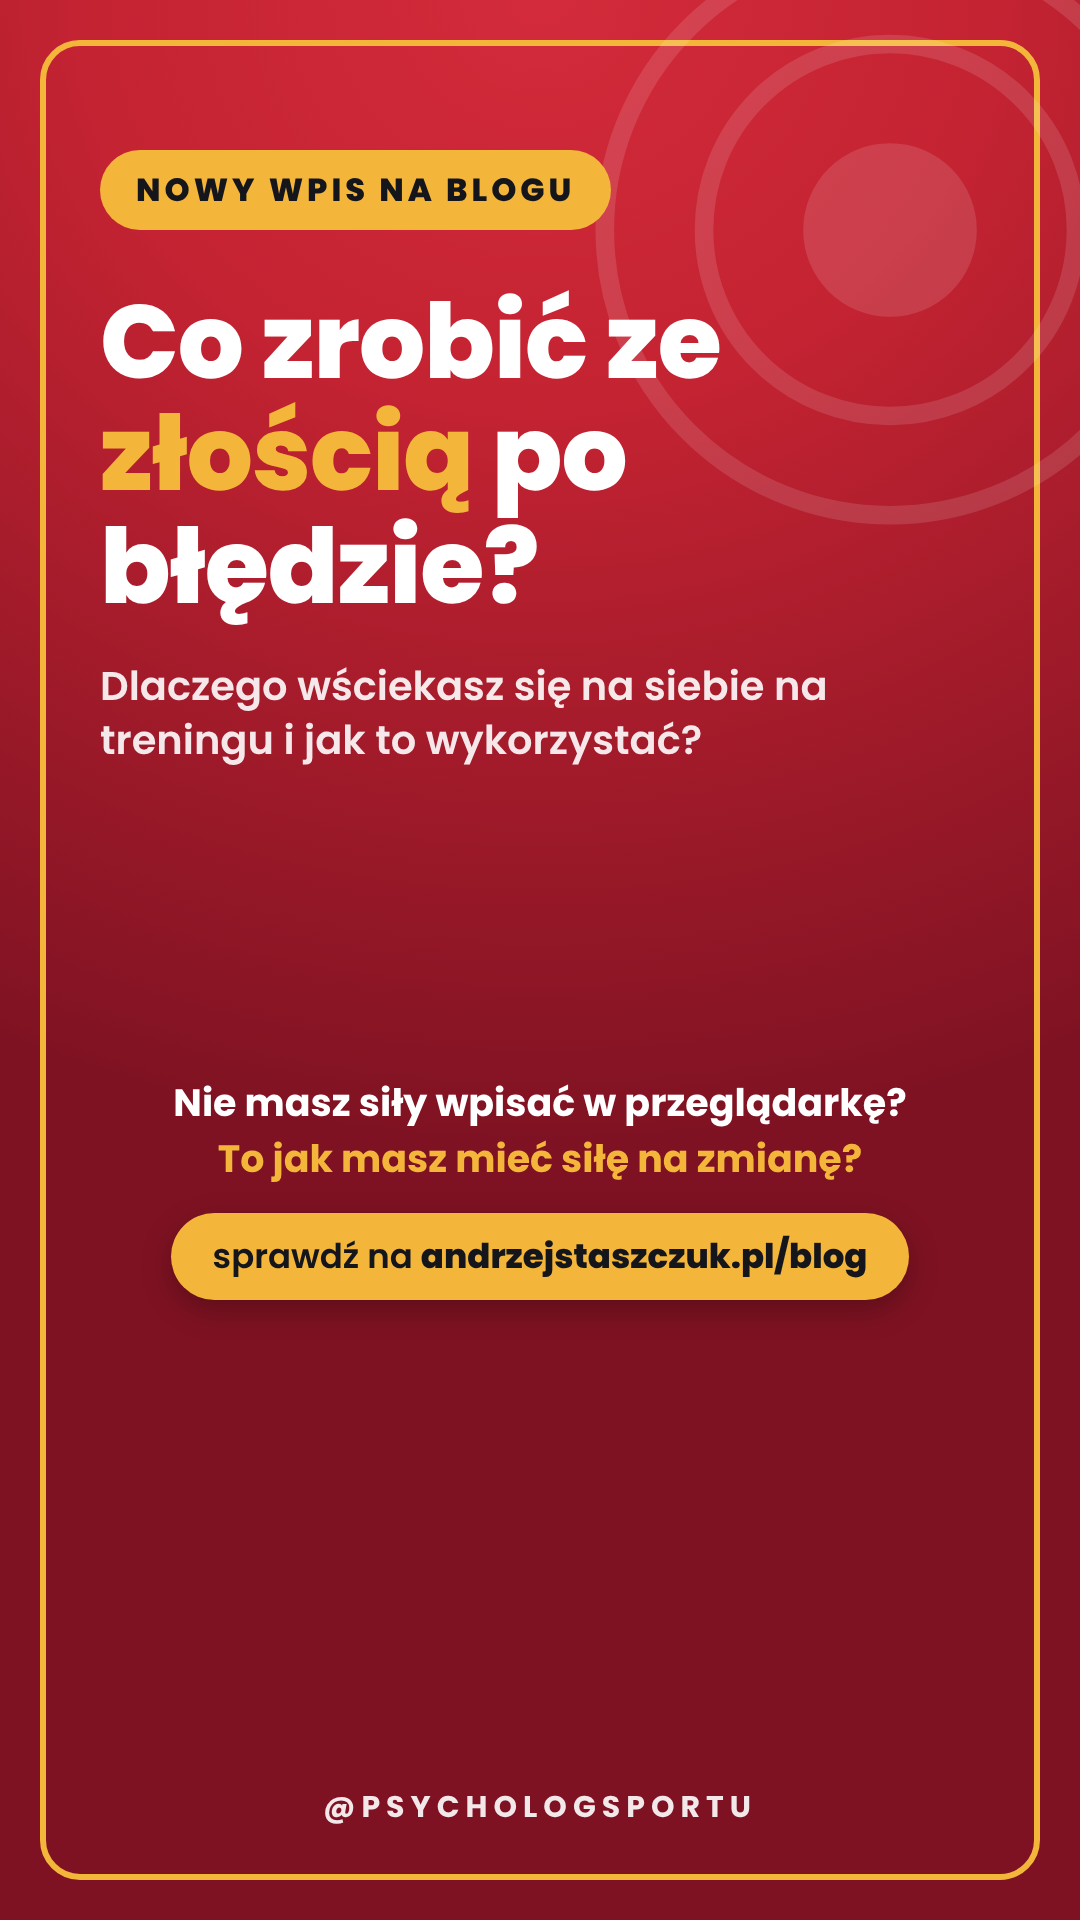 NOWY WPIS NA BLOGU
Co zrobić ze
złością po
błędzie?
Dlaczego wściekasz się na siebie na
treningu i jak to wykorzystać?
Nie masz siły wpisać w przeglądarkę?
To jak masz mieć siłę na zmianę?
sprawdź na andrzejstaszczuk.pl/blog
@PSYCHOLOGSPORTU